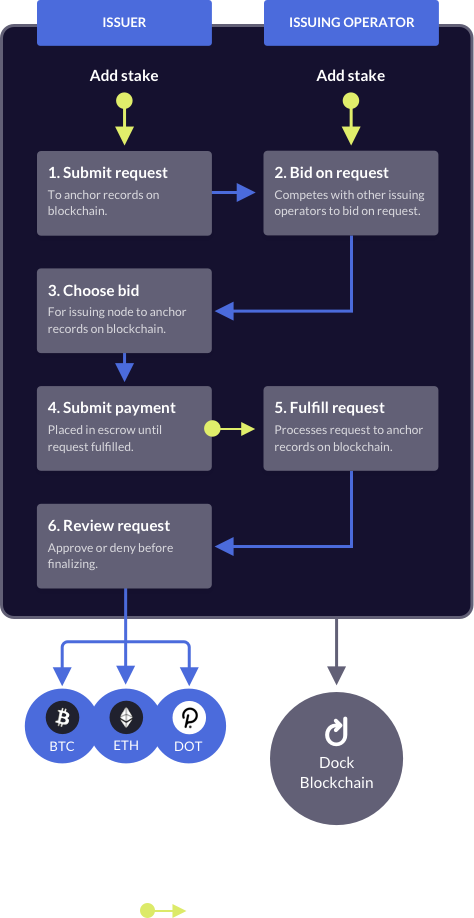 ISSUER
ISSUING OPERATOR
Add stake
Add stake
1. Submit request
To anchor records on
blockchain.
2. Bid on request
Competes with other issuing
operators to bid on request.
3. Choose bid
For issuing node to anchor
records on blockchain.
4. Submit payment
Placed in escrow until
request fulfilled.
5. Fulfill request
Processes request to anchor
records on blockchain.
6. Review request
Approve or deny before
finalizing.
BTC
ETH
DOT
Dock
Blockchain